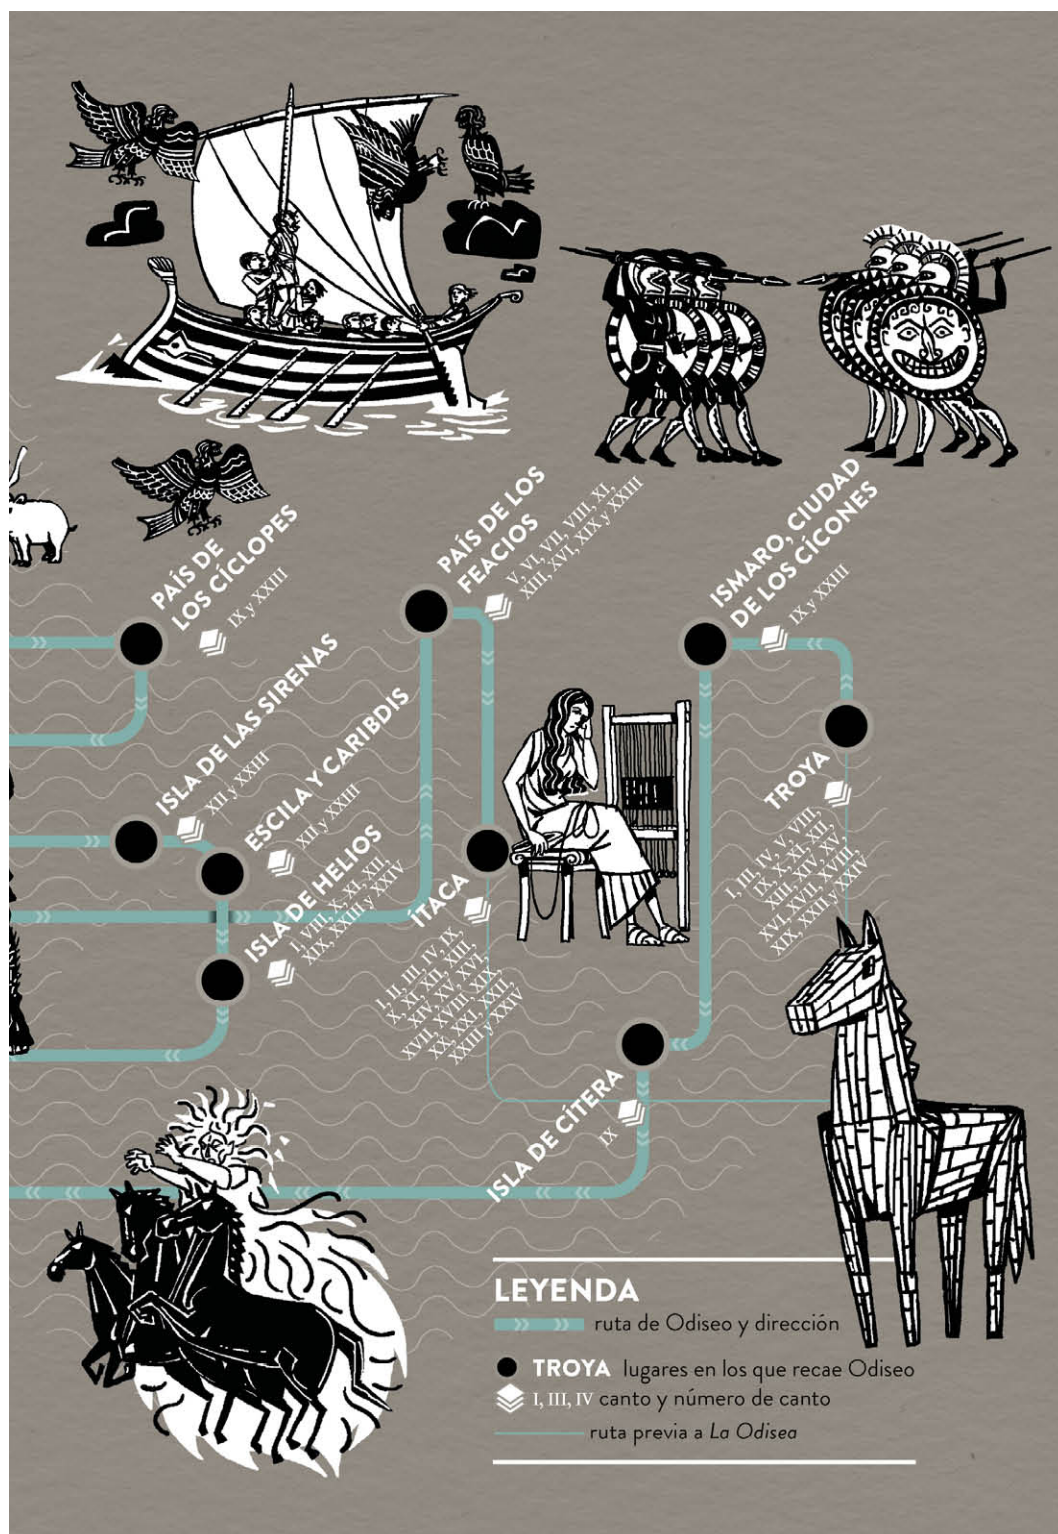 PAÍS DE
LOS CÍCLOPES
IX y XXIII
PAÍS DE LOS
FEACIOS
V, VI, VII, VIII, XI,
XIII, XVI, XIX y XXIII
ISMARO, CIUDAD
DE LOS CÍCONES
IX y XXIII
ISLA DE LAS SIRENAS
XII y XXIII
ESCILA Y CARIBDIS
XII y XXIII
ISLA DE HELIOS
I, VIII, X, XI, XII,
XIX, XXIII y XXIV
ÍTACA
I, II, III, IV, IX,
X, XI, XII, XIII,
XIV, XV, XVI,
XVII, XVIII, XIX,
XX, XXI, XXII,
XXIII y XXIV
TROYA
I, III, IV, V, VIII,
IX, X, XI, XII,
XIII, XIV, XV,
XVI, XVII, XVIII,
XIX, XXII y XXIV
ISLA DE CÍTERA
IX
LEYENDA
ruta de Odiseo y dirección
TROYA lugares en los que recae Odiseo
I, III, IV canto y número de canto
ruta previa a La Odisea